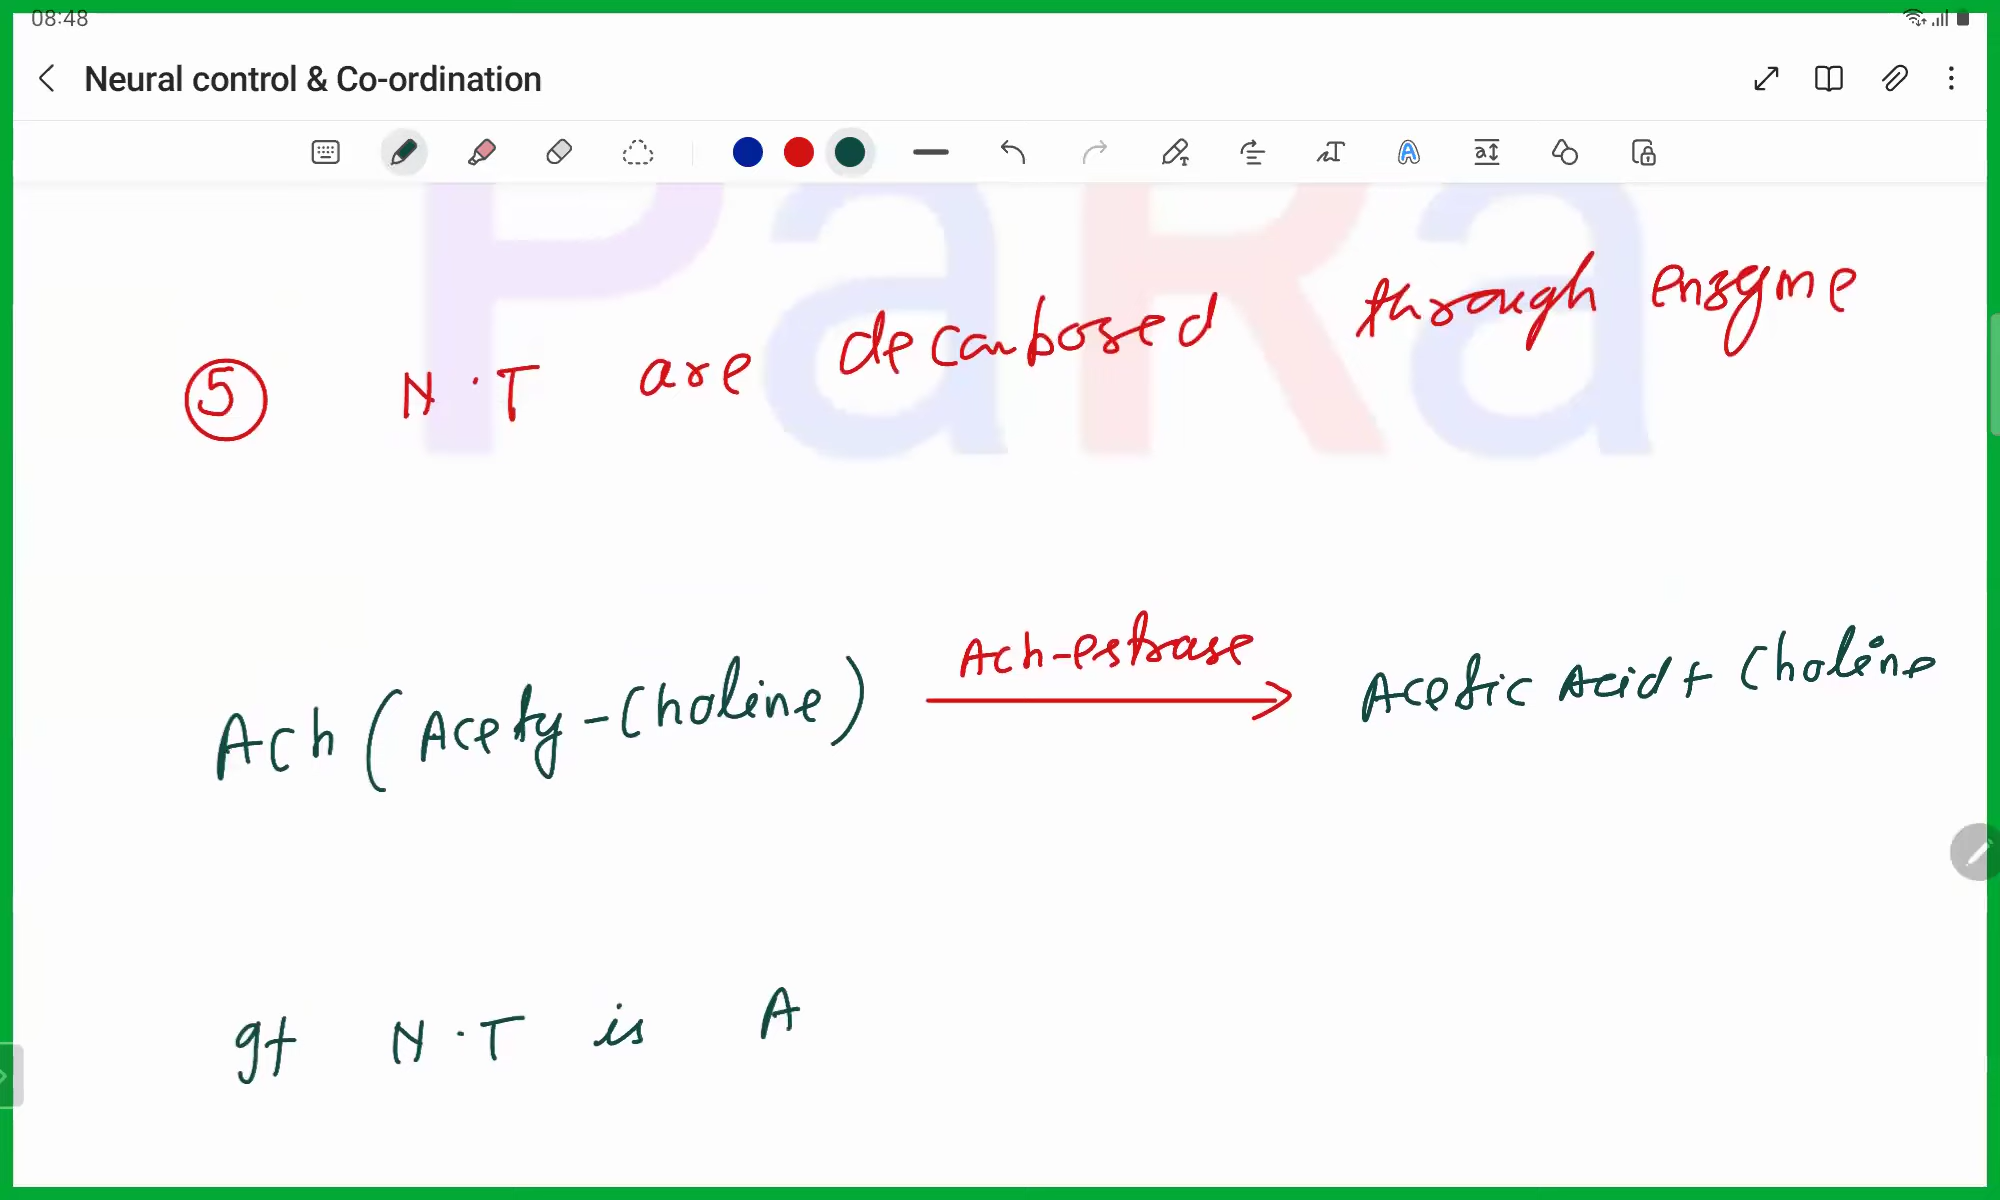 08:48
Neural control & Co-ordination
PaRa
5 N.T are decombosed through enzyme
Ach-estrase
Ach (Acety-Choline) Acetic Acid + Choline
If N.T is A